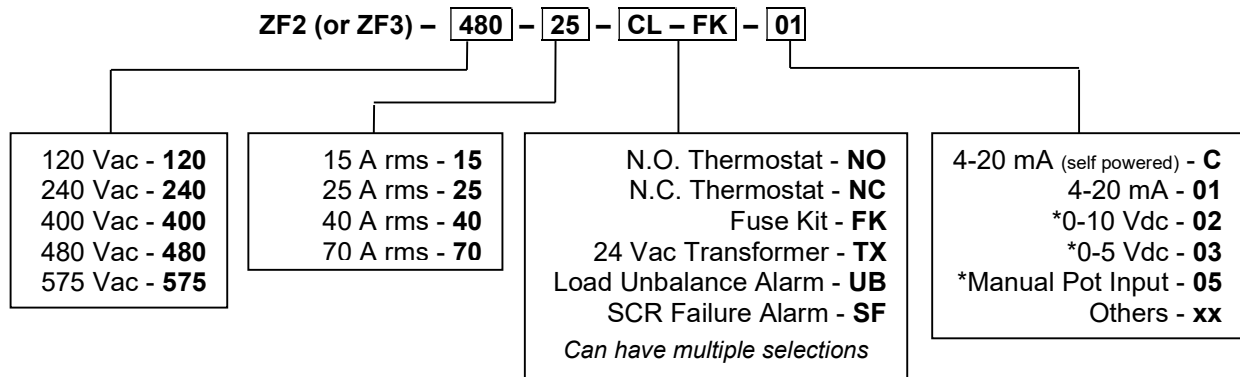 ZF2 (or ZF3) – 480 – 25 – CL – FK – 01
120 Vac - 120
240 Vac - 240
400 Vac - 400
480 Vac - 480
575 Vac - 575
15 A rms - 15
25 A rms - 25
40 A rms - 40
70 A rms - 70
N.O. Thermostat - NO
N.C. Thermostat - NC
Fuse Kit - FK
24 Vac Transformer - TX
Load Unbalance Alarm - UB
SCR Failure Alarm - SF
Can have multiple selections
4-20 mA (self powered) - C
4-20 mA - 01
*0-10 Vdc - 02
*0-5 Vdc - 03
*Manual Pot Input - 05
Others - xx